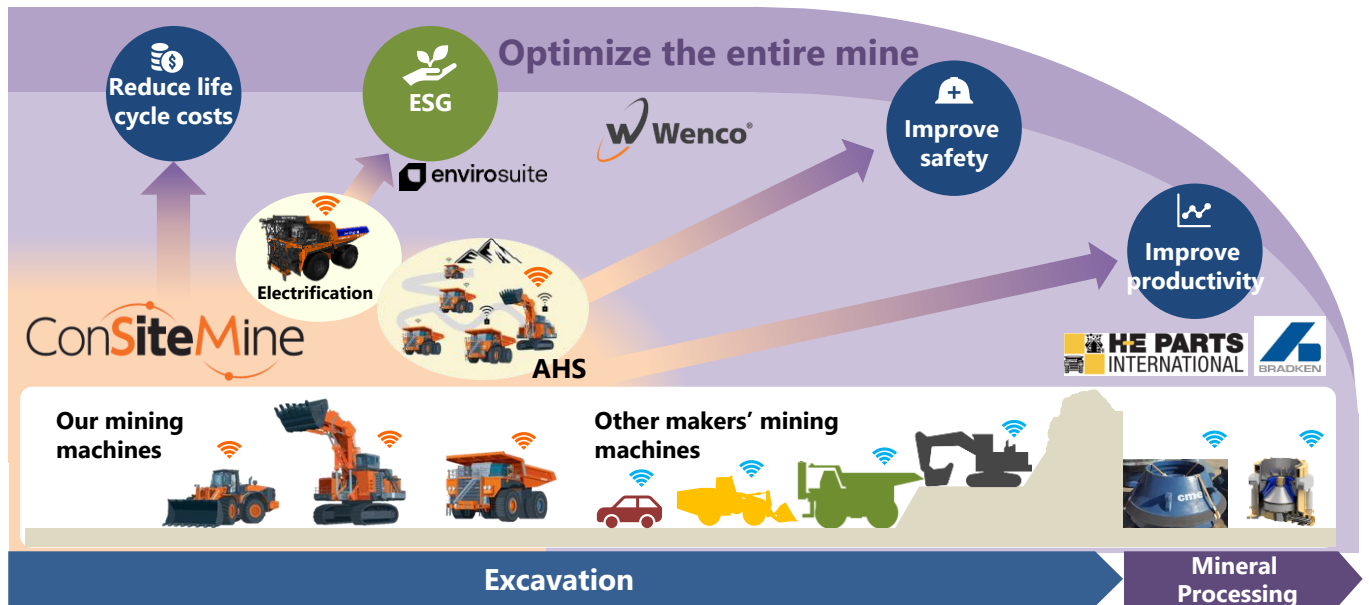 Optimize the entire mine
Reduce life
cycle costs
ESG
envirosuite
Wenco®
Improve
safety
Improve
productivity
Electrification
AHS
ConSiteMine
H-E PARTS
INTERNATIONAL
BRADKEN
Our mining
machines
Other makers’ mining
machines
cme
Excavation
Mineral
Processing